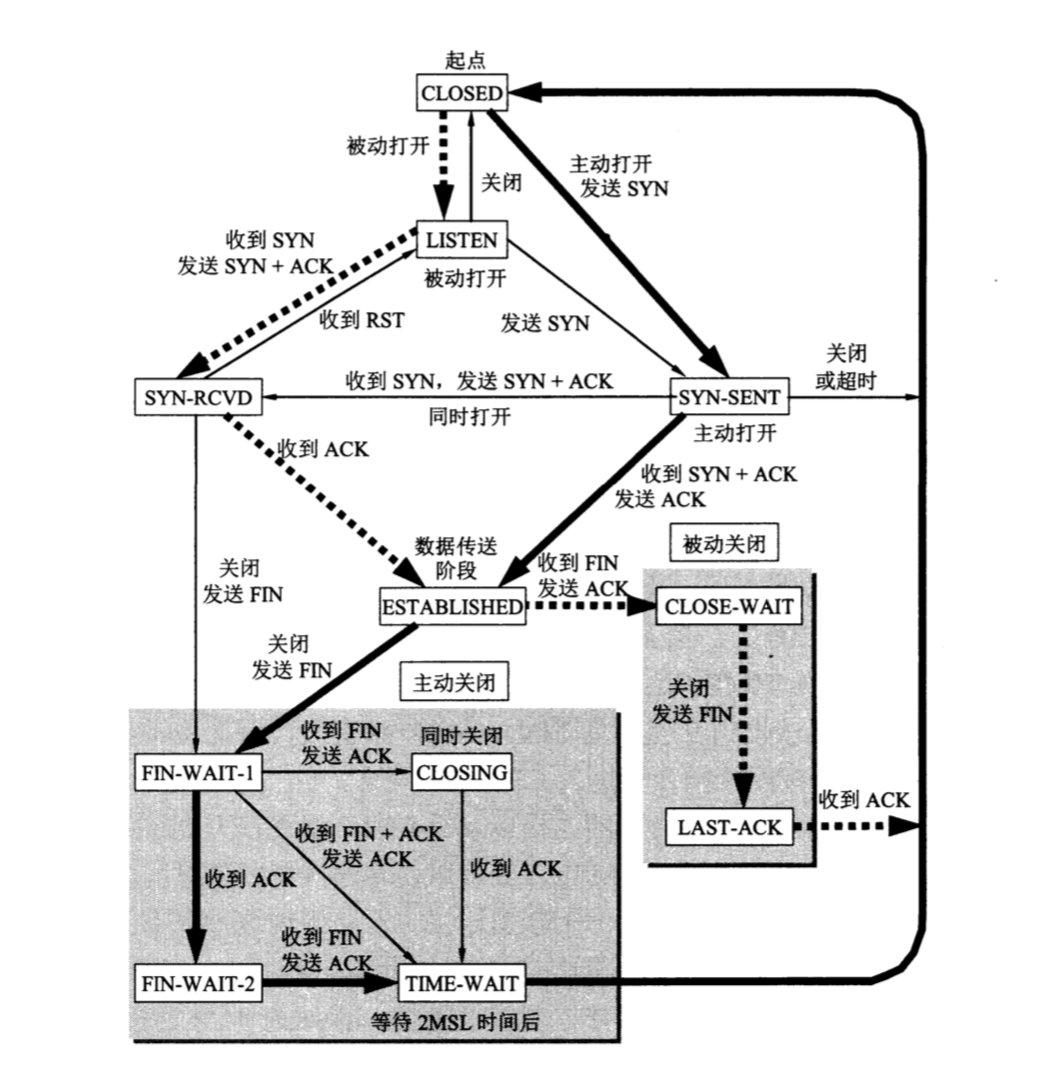 起点
CLOSED
被动打开
关闭
主动打开
发送 SYN
收到 SYN
发送 SYN + ACK
LISTEN
被动打开
收到 RST
发送 SYN
关闭
或超时
SYN-RCVD
收到 SYN，发送 SYN + ACK
同时打开
SYN-SENT
主动打开
收到 ACK
收到 SYN + ACK
发送 ACK
数据传送
阶段
被动关闭
关闭
发送 FIN
ESTABLISHED
收到 FIN
发送 ACK
CLOSE-WAIT
关闭
发送 FIN
主动关闭
关闭
发送 FIN
收到 FIN
发送 ACK
同时关闭
FIN-WAIT-1
CLOSING
LAST-ACK
收到 ACK
收到 FIN + ACK
发送 ACK
收到 ACK
收到 ACK
收到 FIN
发送 ACK
FIN-WAIT-2
TIME-WAIT
等待 2MSL 时间后